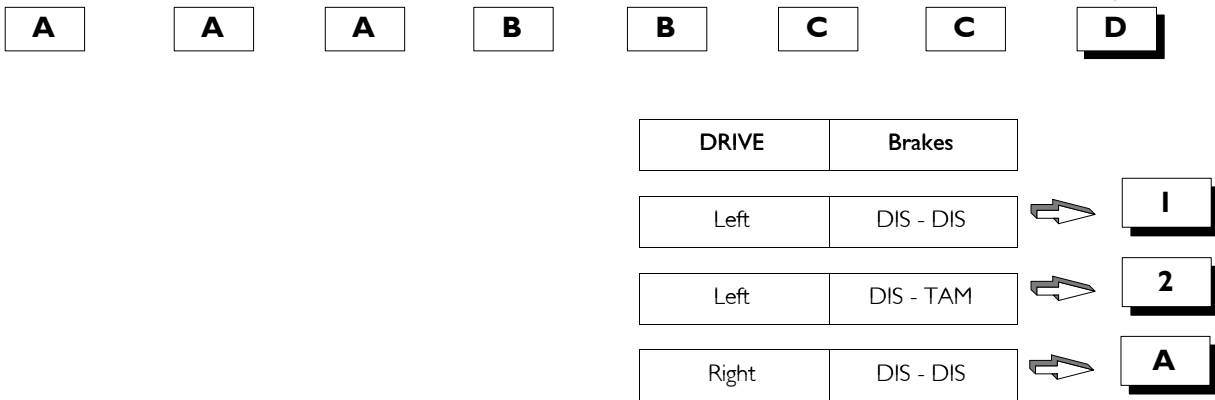 A A A B B C C D
DRIVE Brakes
Left DIS - DIS 1
Left DIS - TAM 2
Right DIS - DIS A